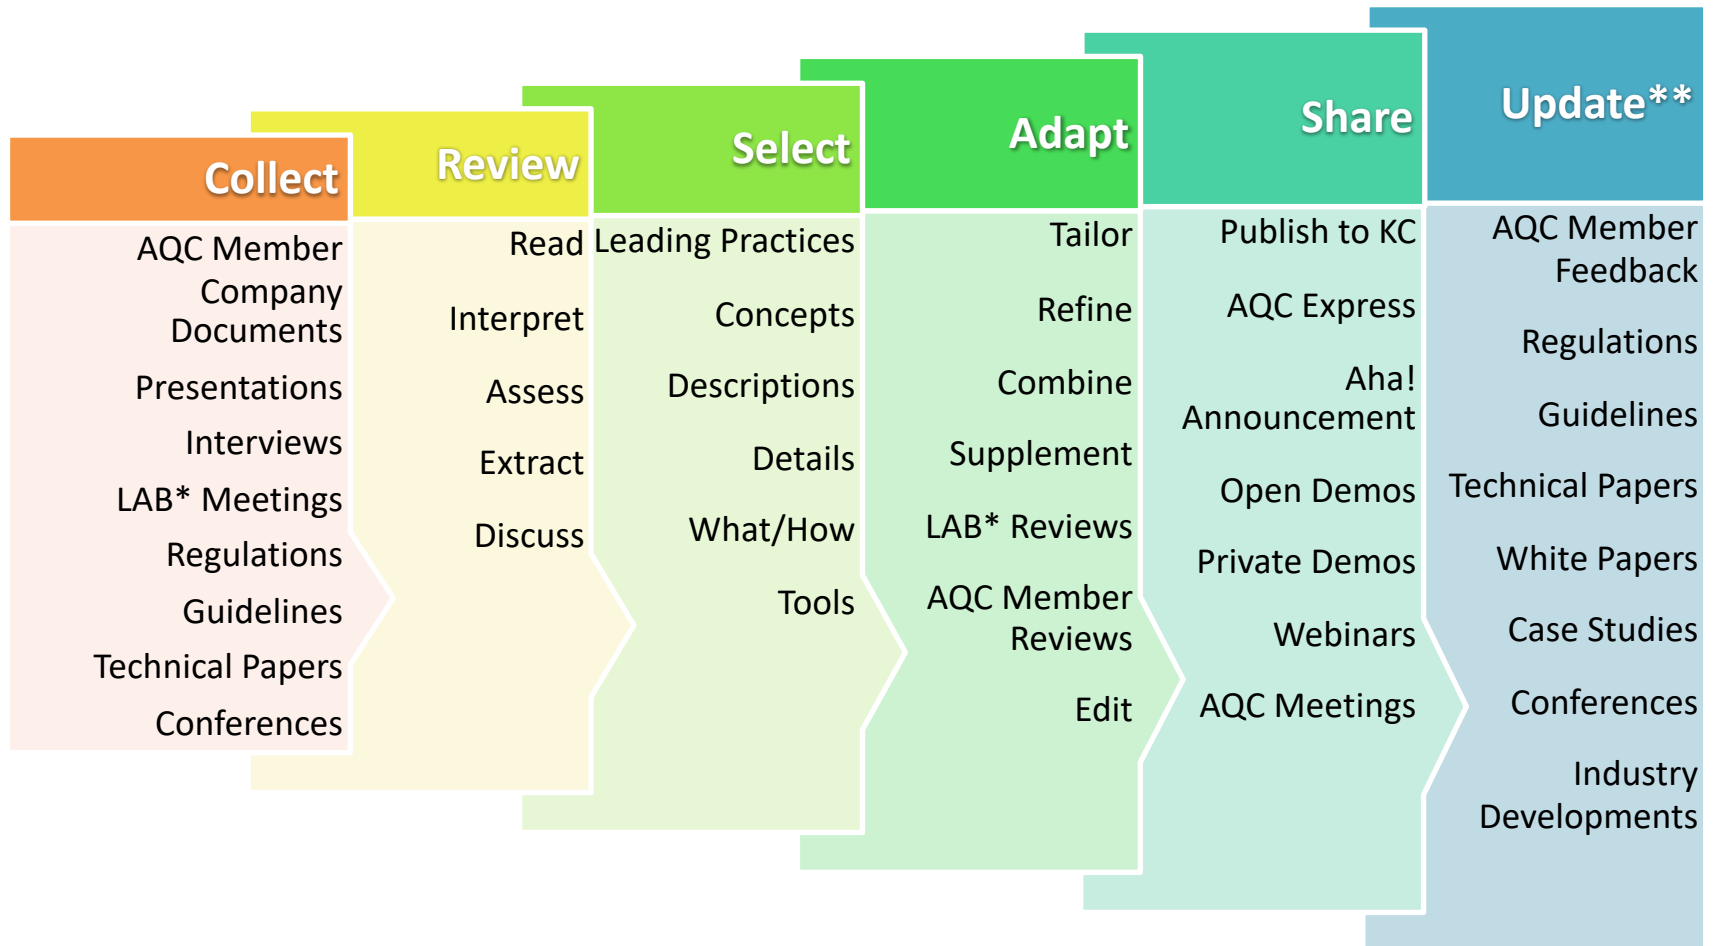 Collect
AQC Member
Company
Documents
Presentations
Interviews
LAB* Meetings
Regulations
Guidelines
Technical Papers
Conferences
Review
Read
Interpret
Assess
Extract
Discuss
Select
Leading Practices
Concepts
Descriptions
Details
What/How
Tools
Adapt
Tailor
Refine
Combine
Supplement
LAB* Reviews
AQC Member
Reviews
Edit
Share
Publish to KC
AQC Express
Aha!
Announcement
Open Demos
Private Demos
Webinars
AQC Meetings
Update**
AQC Member
Feedback
Regulations
Guidelines
Technical Papers
White Papers
Case Studies
Conferences
Industry
Developments